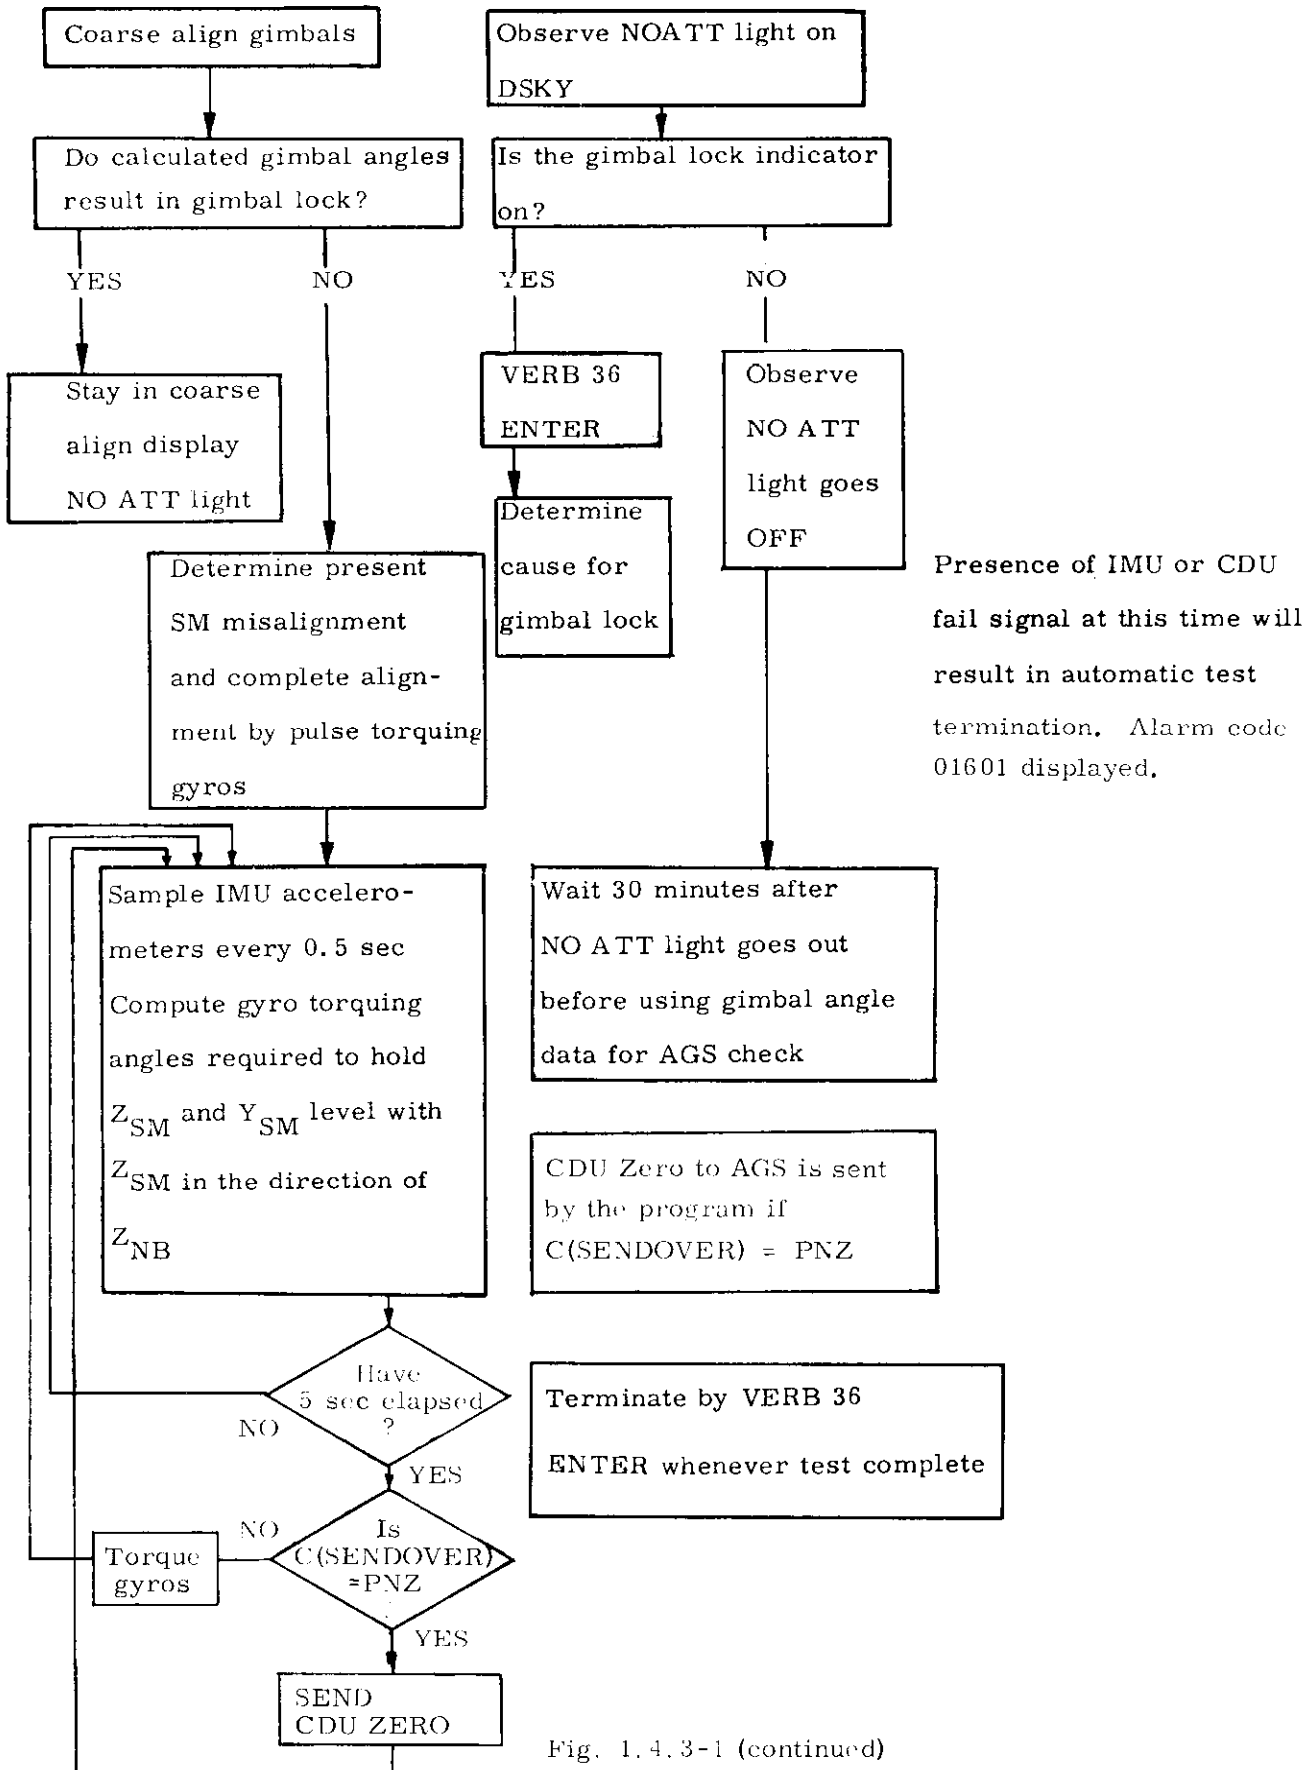 Coarse align gimbals
Observe NOATT light on
DSKY
Do calculated gimbal angles
result in gimbal lock?
Is the gimbal lock indicator
on?
YES
NO
YES
NO
Stay in coarse
align display
NO ATT light
VERB 36
ENTER
Observe
NO ATT
light goes
OFF
Determine
cause for
gimbal lock
Determine present
SM misalignment
and complete align-
ment by pulse torquing
gyros
Presence of IMU or CDU
fail signal at this time will
result in automatic test
termination. Alarm code
01601 displayed.
Sample IMU accelero-
meters every 0.5 sec
Compute gyro torquing
angles required to hold
Z_SM and Y_SM level with
Z_SM in the direction of
Z_NB
Wait 30 minutes after
NO ATT light goes out
before using gimbal angle
data for AGS check
CDU Zero to AGS is sent
by the program if
C(SENDOVER) = PNZ
Have
5 sec elapsed
?
NO
YES
Terminate by VERB 36
ENTER whenever test complete
Is
C(SENDOVER)
=PNZ
NO
Torque
gyros
YES
SEND
CDU ZERO
Fig. 1.4.3-1 (continued)